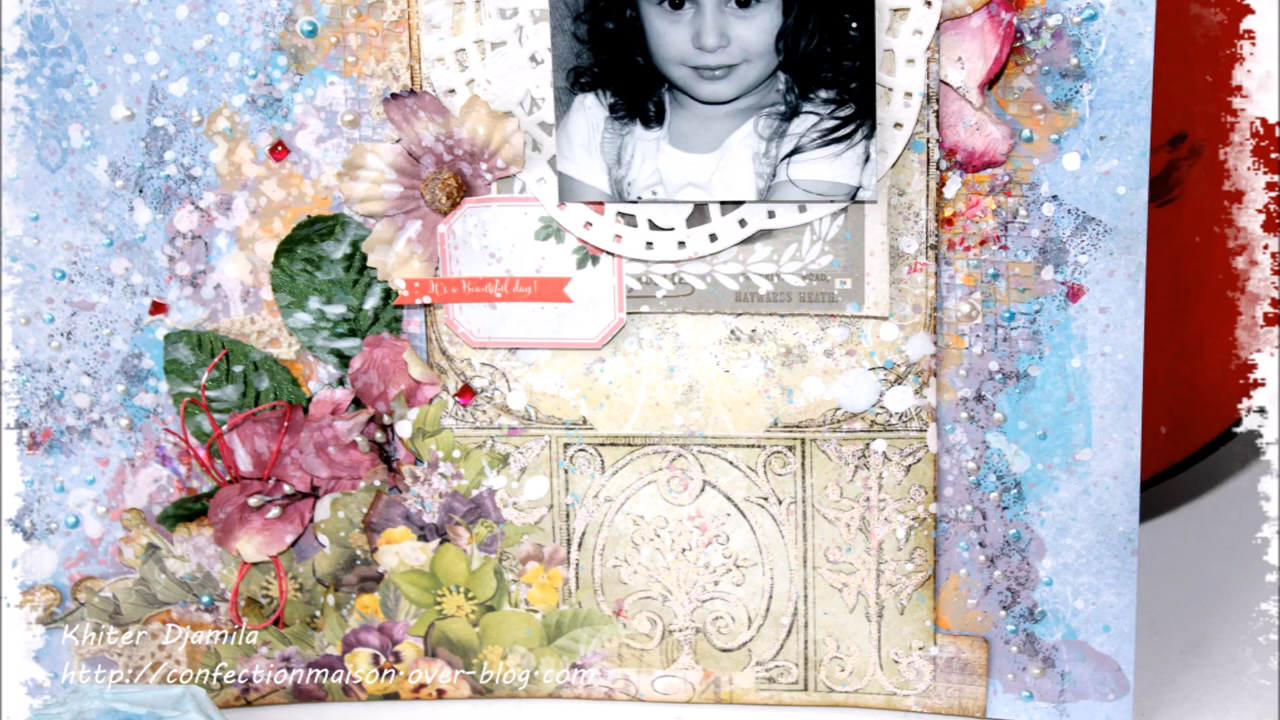 It's a Beautiful day!
HAYWARDS HEATH.
Khiter Djamila
http://confectionmaison.over-blog.com